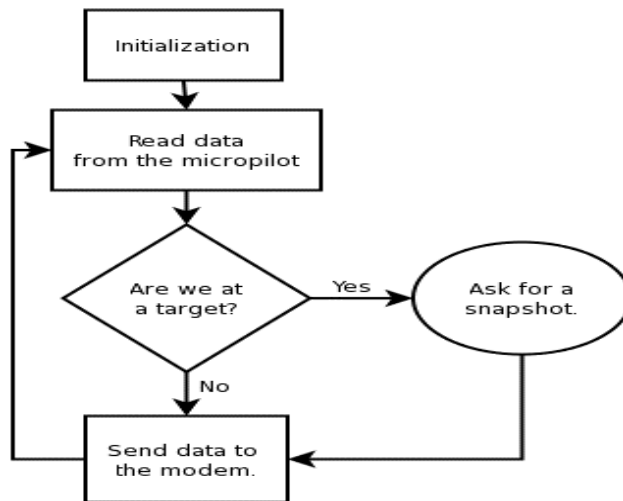 Initialization
Read data
from the micropilot
Are we at
a target?
Yes
Ask for a
snapshot.
No
Send data to
the modem.